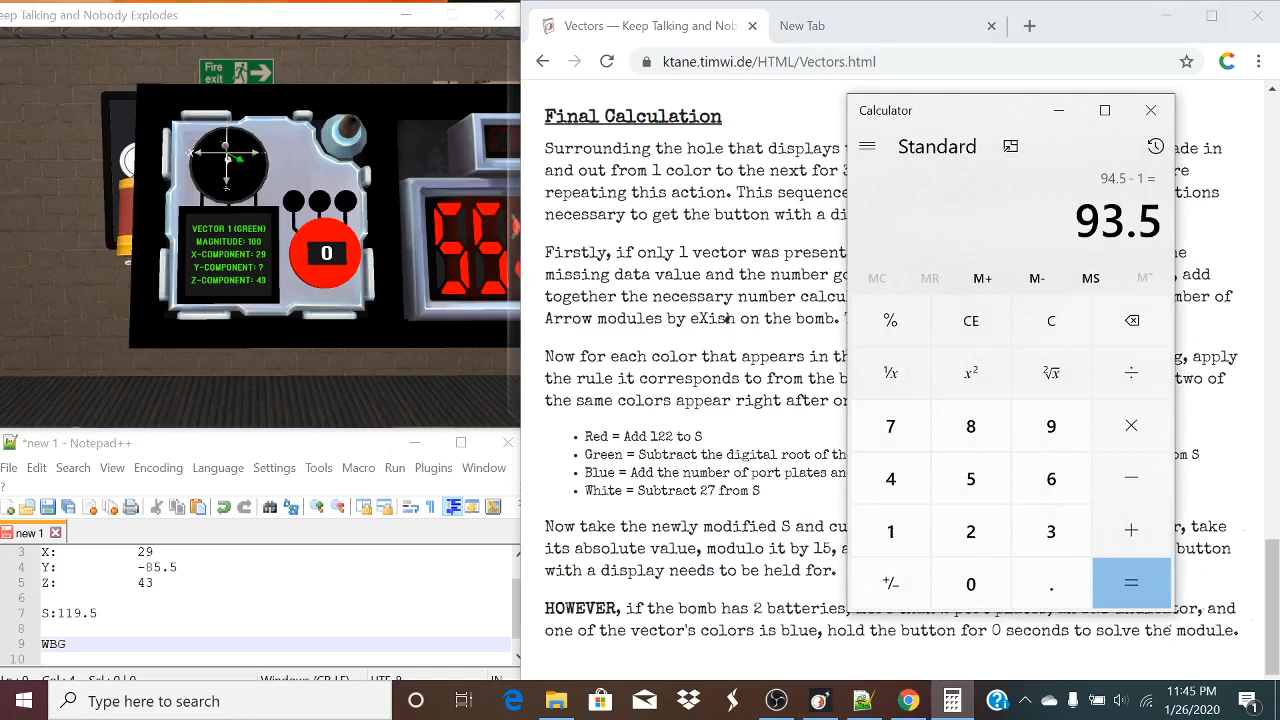 eep Talking and Nobody Explodes
Fire
exit
X
VECTOR 1 (GREEN)
MAGNITUDE: 100
X-COMPONENT: 29
Y-COMPONENT: ?
Z-COMPONENT: 43
0
*new 1 - Notepad++
File Edit Search View Encoding Language Settings Tools Macro Run Plugins Window
?
new 1
3 X: 29
4 Y: -85.5
5 Z: 43
6
7 S:119.5
8
9 WBG
10
Vectors — Keep Talking and Nob
New Tab
ktane.timwi.de/HTML/Vectors.html
Final Calculation
Surrounding the hole that displays
ade in
and out from 1 color to the next for
re
repeating this action. This sequence
tions
necessary to get the button with a di
Firstly, if only 1 vector was present
he
missing data value and the number go
, add
together the necessary number calcu
mber of
Arrow modules by eXish on the bomb.
Now for each color that appears in th
g, apply
the rule it corresponds to from the b
two of
the same colors appear right after or
• Red = Add 122 to S
• Green = Subtract the digital root of th
from S
• Blue = Add the number of port plates an
• White = Subtract 27 from S
Now take the newly modified S and cu
r, take
its absolute value, modulo it by 15, a
button
with a display needs to be held for.
HOWEVER, if the bomb has 2 batteries,
and
one of the vector's colors is blue, hold the button for 0 seconds to solve the module.
Calculator
Standard
94.5 - 1 =
93.5
MC MR M+ M- MS M˅
% CE C
¹/x x² ²√x ÷
7 8 9 ×
4 5 6 −
1 2 3 +
+/- 0 . =
Type here to search
11:43 PM
1/26/2020
1